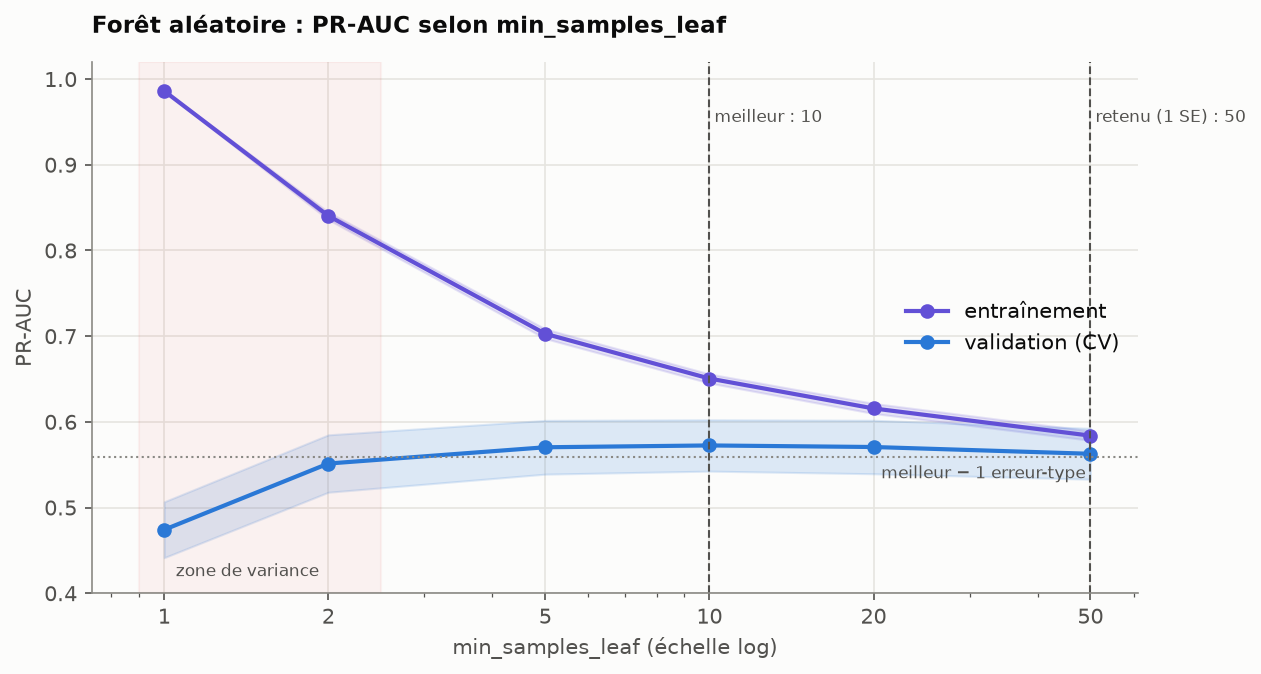 Forêt aléatoire : PR-AUC selon min_samples_leaf
1.0
0.9
0.8
0.7
0.6
0.5
0.4
PR-AUC
meilleur : 10
retenu (1 SE) : 50
entraînement
validation (CV)
meilleur − 1 erreur-type
zone de variance
1
2
5
10
20
50
min_samples_leaf (échelle log)